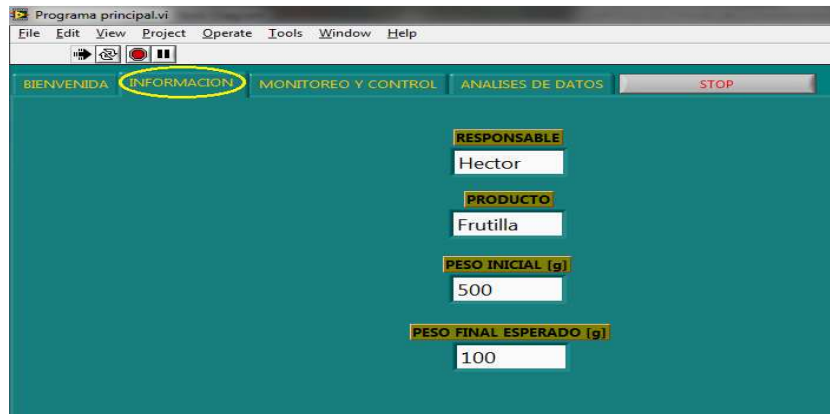 Programa principal.vi
File Edit View Project Operate Tools Window Help
BIENVENIDA INFORMACION MONITOREO Y CONTROL ANALISES DE DATOS STOP
RESPONSABLE
Hector
PRODUCTO
Frutilla
PESO INICIAL [g]
500
PESO FINAL ESPERADO [g]
100